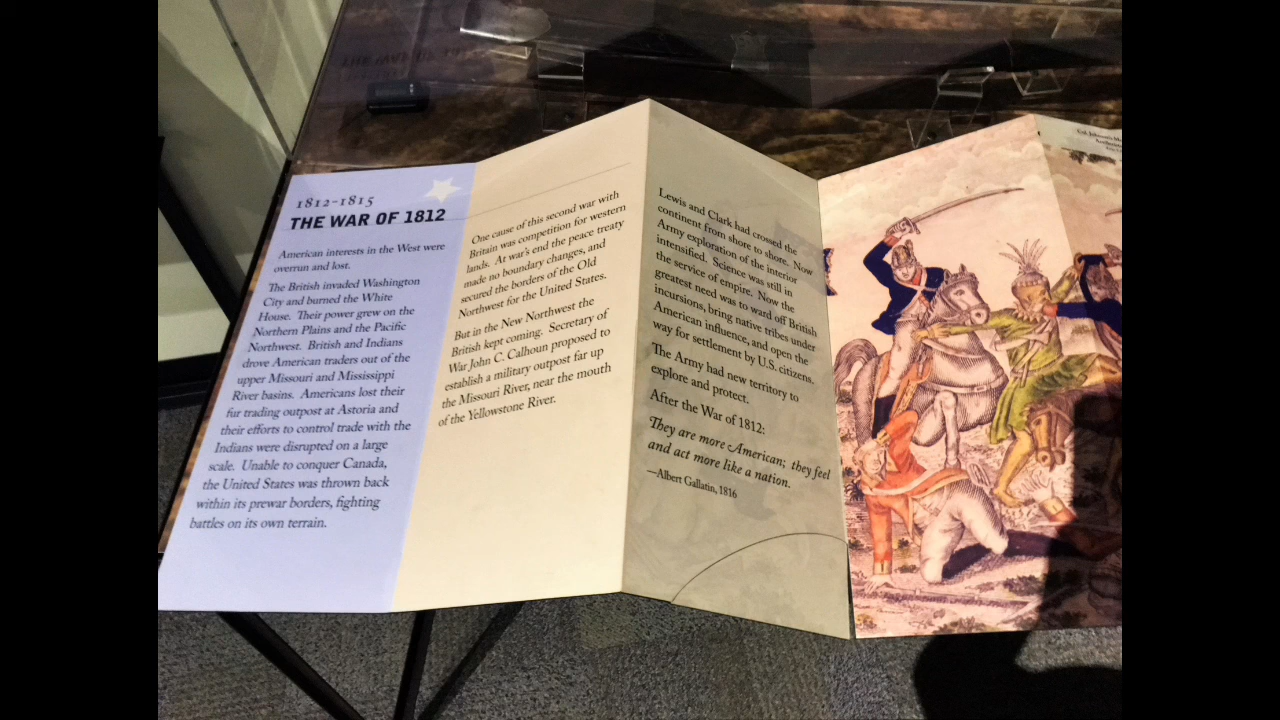 1812-1815
THE WAR OF 1812
American interests in the West were
overrun and lost.
The British invaded Washington
City and burned the White
House. Their power grew on the
Northern Plains and the Pacific
Northwest. British and Indians
drove American traders out of the
upper Missouri and Mississippi
River basins. Americans lost their
fur trading outpost at Astoria and
their efforts to control trade with the
Indians were disrupted on a large
scale. Unable to conquer Canada,
the United States was thrown back
within its prewar borders, fighting
battles on its own terrain.
One cause of this second war with
Britain was competition for western
lands. At war's end the peace treaty
made no boundary changes, and
secured the borders of the Old
Northwest for the United States.
But in the New Northwest the
British kept coming. Secretary of
War John C. Calhoun proposed to
establish a military outpost far up
the Missouri River, near the mouth
of the Yellowstone River.
Lewis and Clark had crossed the
continent from shore to shore. Now
Army exploration of the interior
intensified. Science was still in
the service of empire. Now the
greatest need was to ward off British
incursions, bring native tribes under
American influence, and open the
way for settlement by U.S. citizens.
The Army had new territory to
explore and protect.
After the War of 1812:
They are more American; they feel
and act more like a nation.
—Albert Gallatin, 1816
Col. Johnson's